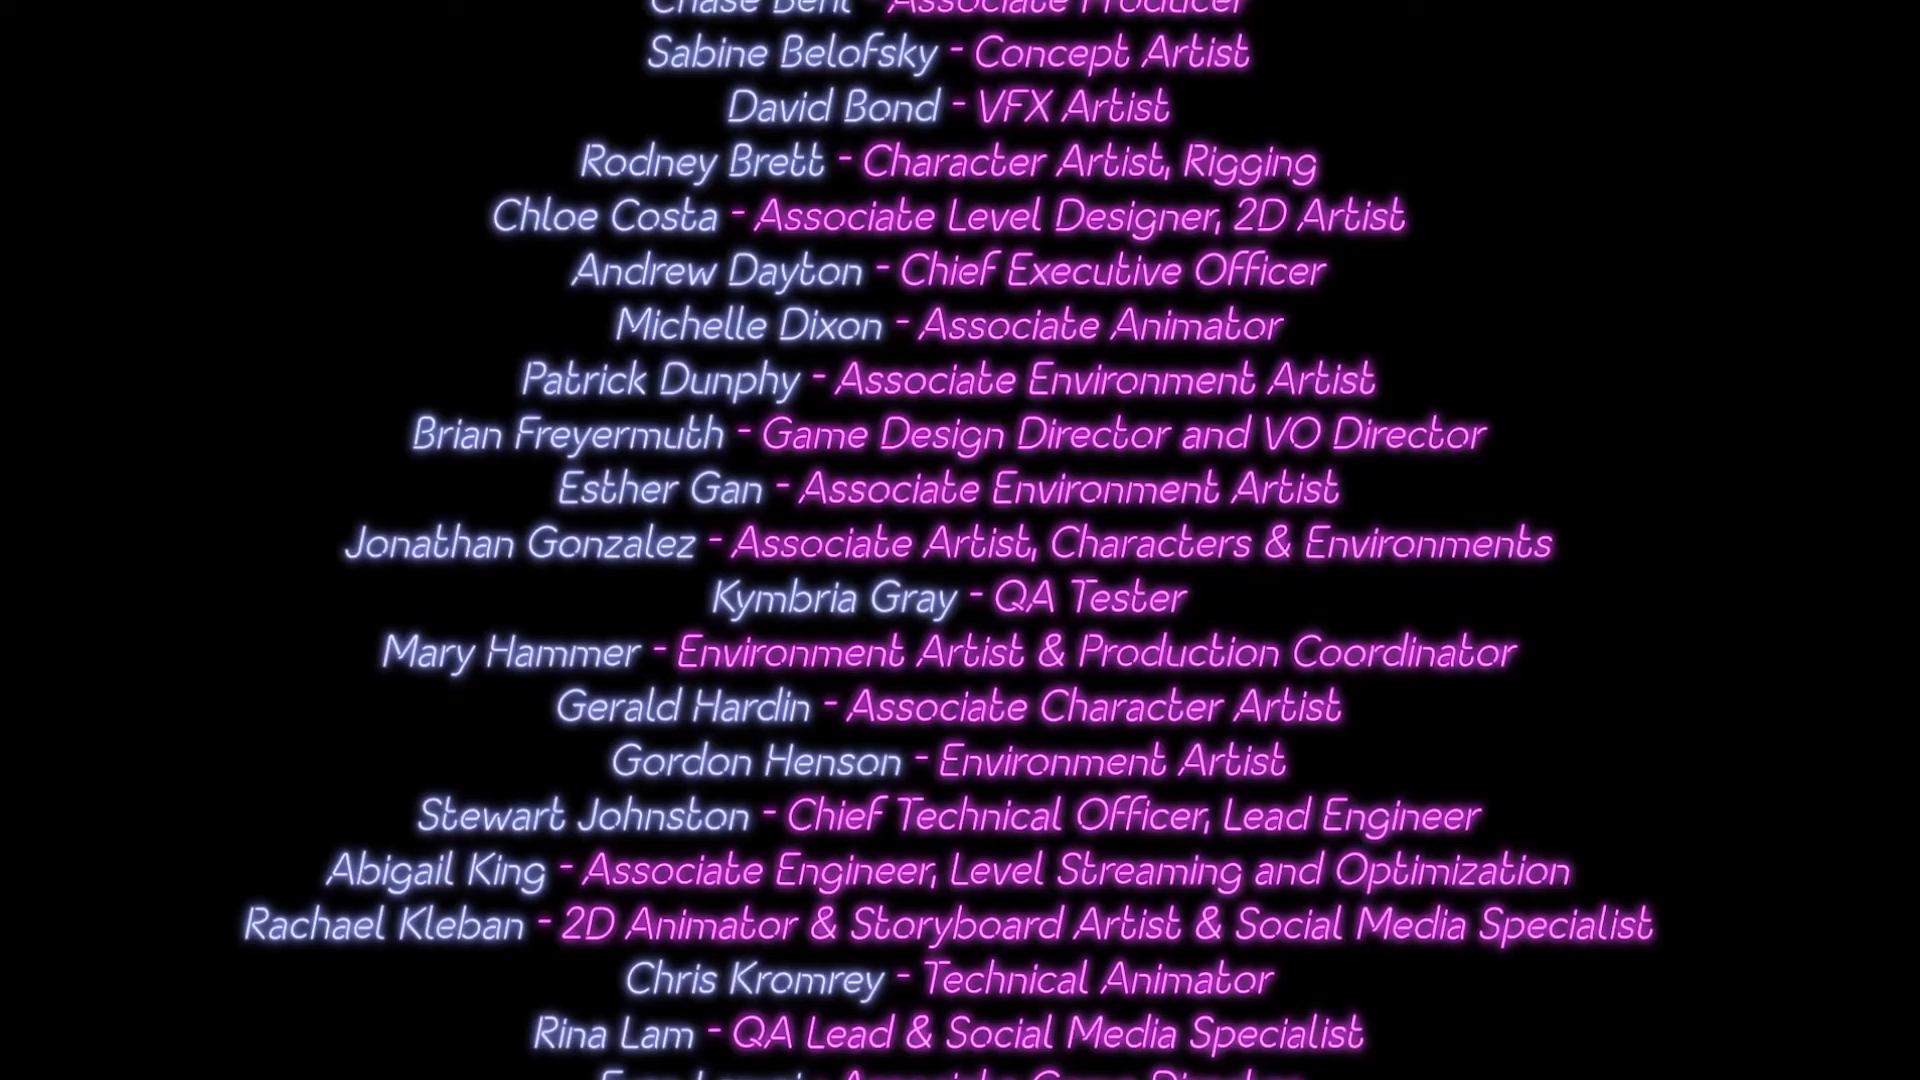 Chase Bent - Associate Producer
Sabine Belofsky - Concept Artist
David Bond - VFX Artist
Rodney Brett - Character Artist, Rigging
Chloe Costa - Associate Level Designer, 2D Artist
Andrew Dayton - Chief Executive Officer
Michelle Dixon - Associate Animator
Patrick Dunphy - Associate Environment Artist
Brian Freyermuth - Game Design Director and VO Director
Esther Gan - Associate Environment Artist
Jonathan Gonzalez - Associate Artist, Characters & Environments
Kymbria Gray - QA Tester
Mary Hammer - Environment Artist & Production Coordinator
Gerald Hardin - Associate Character Artist
Gordon Henson - Environment Artist
Stewart Johnston - Chief Technical Officer, Lead Engineer
Abigail King - Associate Engineer, Level Streaming and Optimization
Rachael Kleban - 2D Animator & Storyboard Artist & Social Media Specialist
Chris Kromrey - Technical Animator
Rina Lam - QA Lead & Social Media Specialist